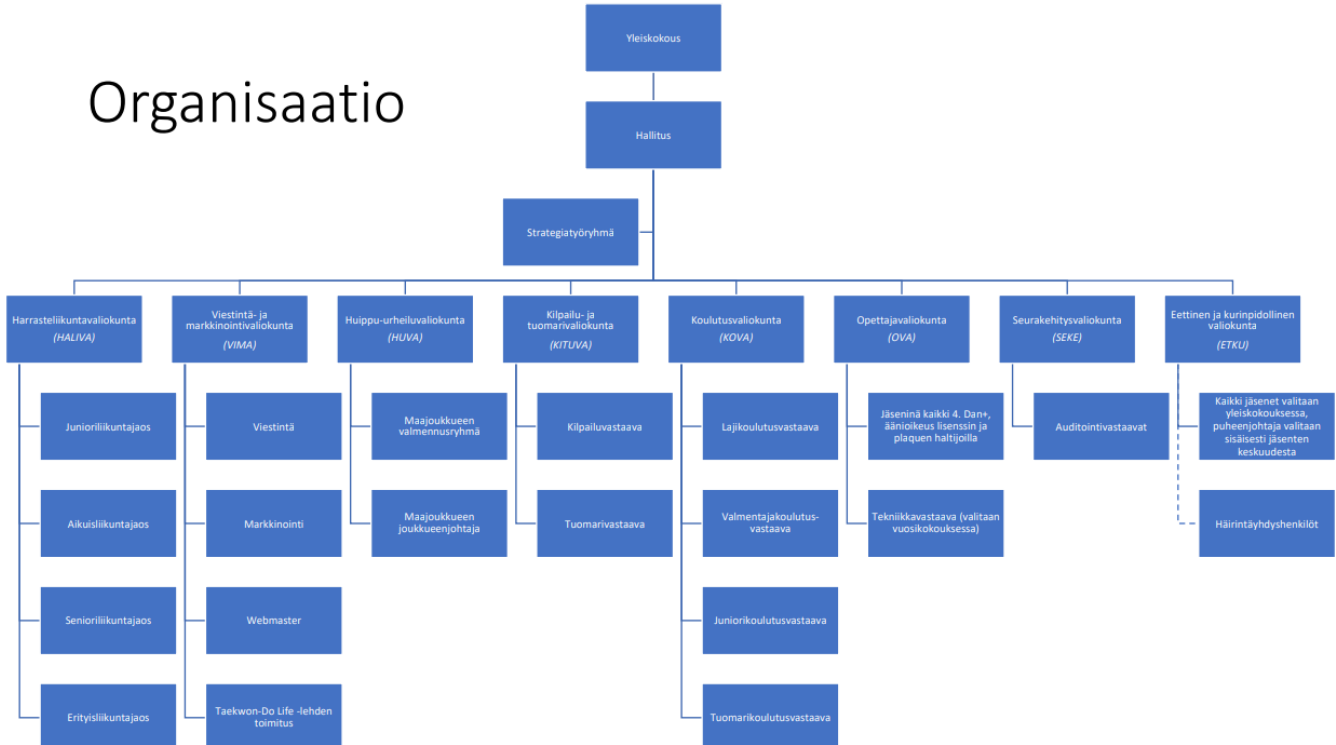 Organisaatio
Yleiskokous
Hallitus
Strategiatyöryhmä
Harrasteliikuntavaliokunta
(HALIVA)
Junioriliikuntajaos
Aikuisliikuntajaos
Senioriliikuntajaos
Erityisliikuntajaos
Viestintä- ja
markkinointivaliokunta
(VIMA)
Viestintä
Markkinointi
Webmaster
Taekwon-Do Life -lehden
toimitus
Huippu-urheiluvaliokunta
(HUVA)
Maajoukkueen
valmennusryhmä
Maajoukkueen
joukkueenjohtaja
Kilpailu- ja
tuomarivaliokunta
(KITUVA)
Kilpailuvastaava
Tuomarivastaava
Koulutusvaliokunta
(KOVA)
Lajikoulutusvastaava
Valmentajakoulutus-
vastaava
Juniorikoulutusvastaava
Tuomarikoulutusvastaava
Opettajavaliokunta
(OVA)
Jäseninä kaikki 4. Dan+,
äänioikeus lisenssin ja
plaquen haltijoilla
Tekniikkavastaava (valitaan
vuosikokouksessa)
Seurakehitysvaliokunta
(SEKE)
Auditointivastaavat
Eettinen ja kurinpidollinen
valiokunta
(ETKU)
Kaikki jäsenet valitaan
yleiskokouksessa,
puheenjohtaja valitaan
sisäisesti jäsenten
keskuudesta
Häirintäyhdyshenkilöt